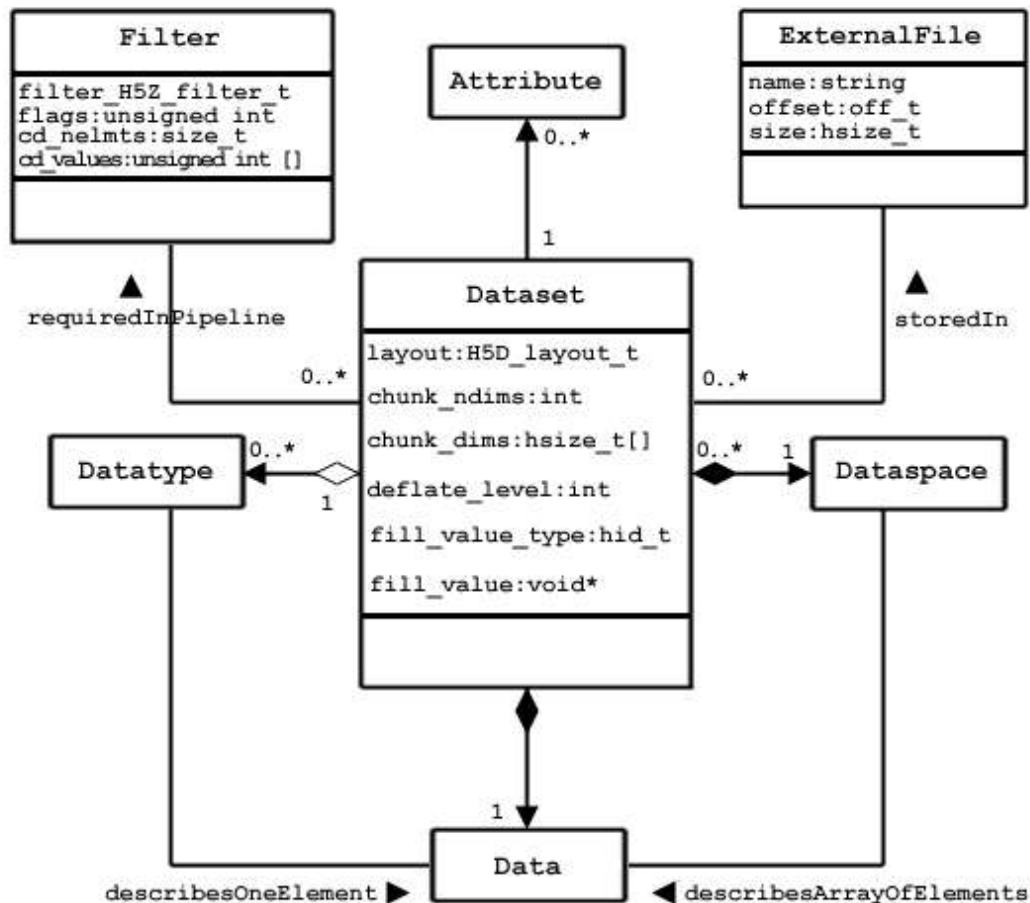 Filter
filter_H5Z_filter_t
flags:unsigned int
cd_nelmts:size_t
cd_values:unsigned int []
Attribute
0..*
1
ExternalFile
name:string
offset:off_t
size:hsize_t
▲
requiredInPipeline
0..*
▲
storedIn
0..*
Dataset
layout:H5D_layout_t
chunk_ndims:int
chunk_dims:hsize_t[]
deflate_level:int
fill_value_type:hid_t
fill_value:void*
Datatype
0..*
1
0..*
1
Dataspace
1
Data
describesOneElement ▶
◀ describesArrayOfElements